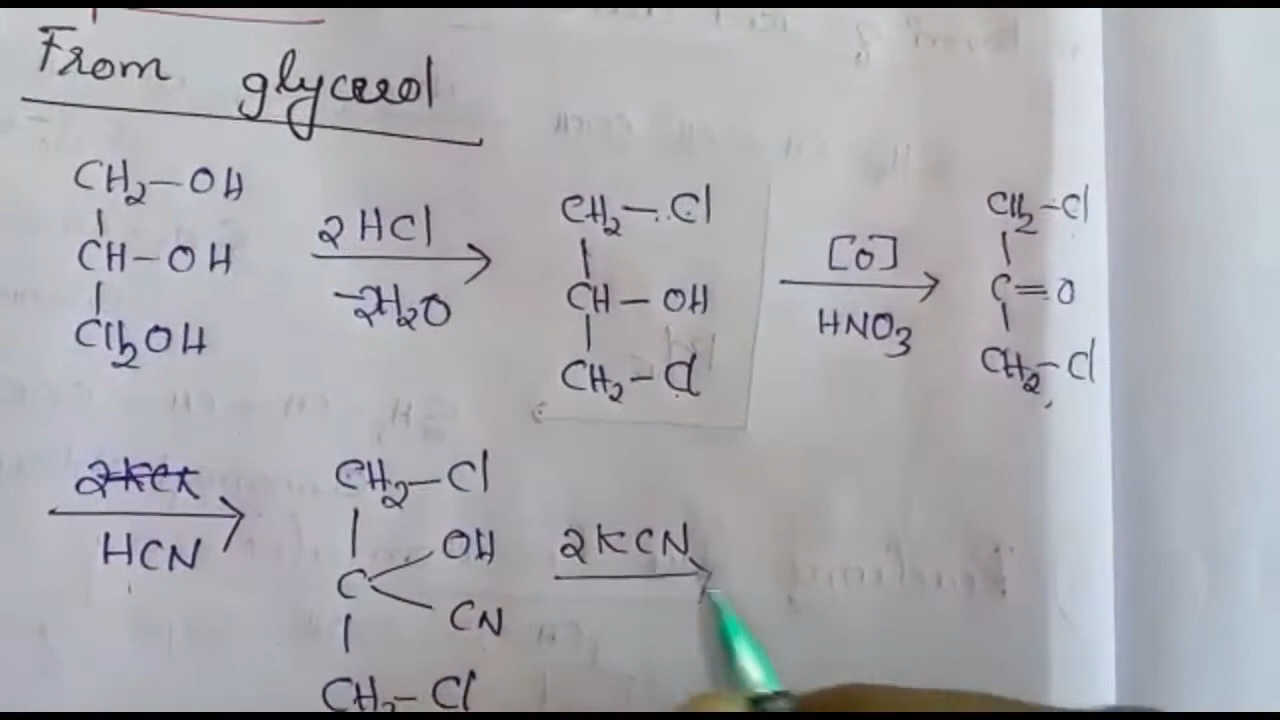 From glycerol
CH2-OH
CH-OH
CH2OH
2HCl
-2H2O
CH2-Cl
CH-OH
CH2-Cl
[O]
HNO3
CH2-Cl
C=O
CH2-Cl
HCN
CH2-Cl
OH
C
CN
CH2-Cl
2KCN